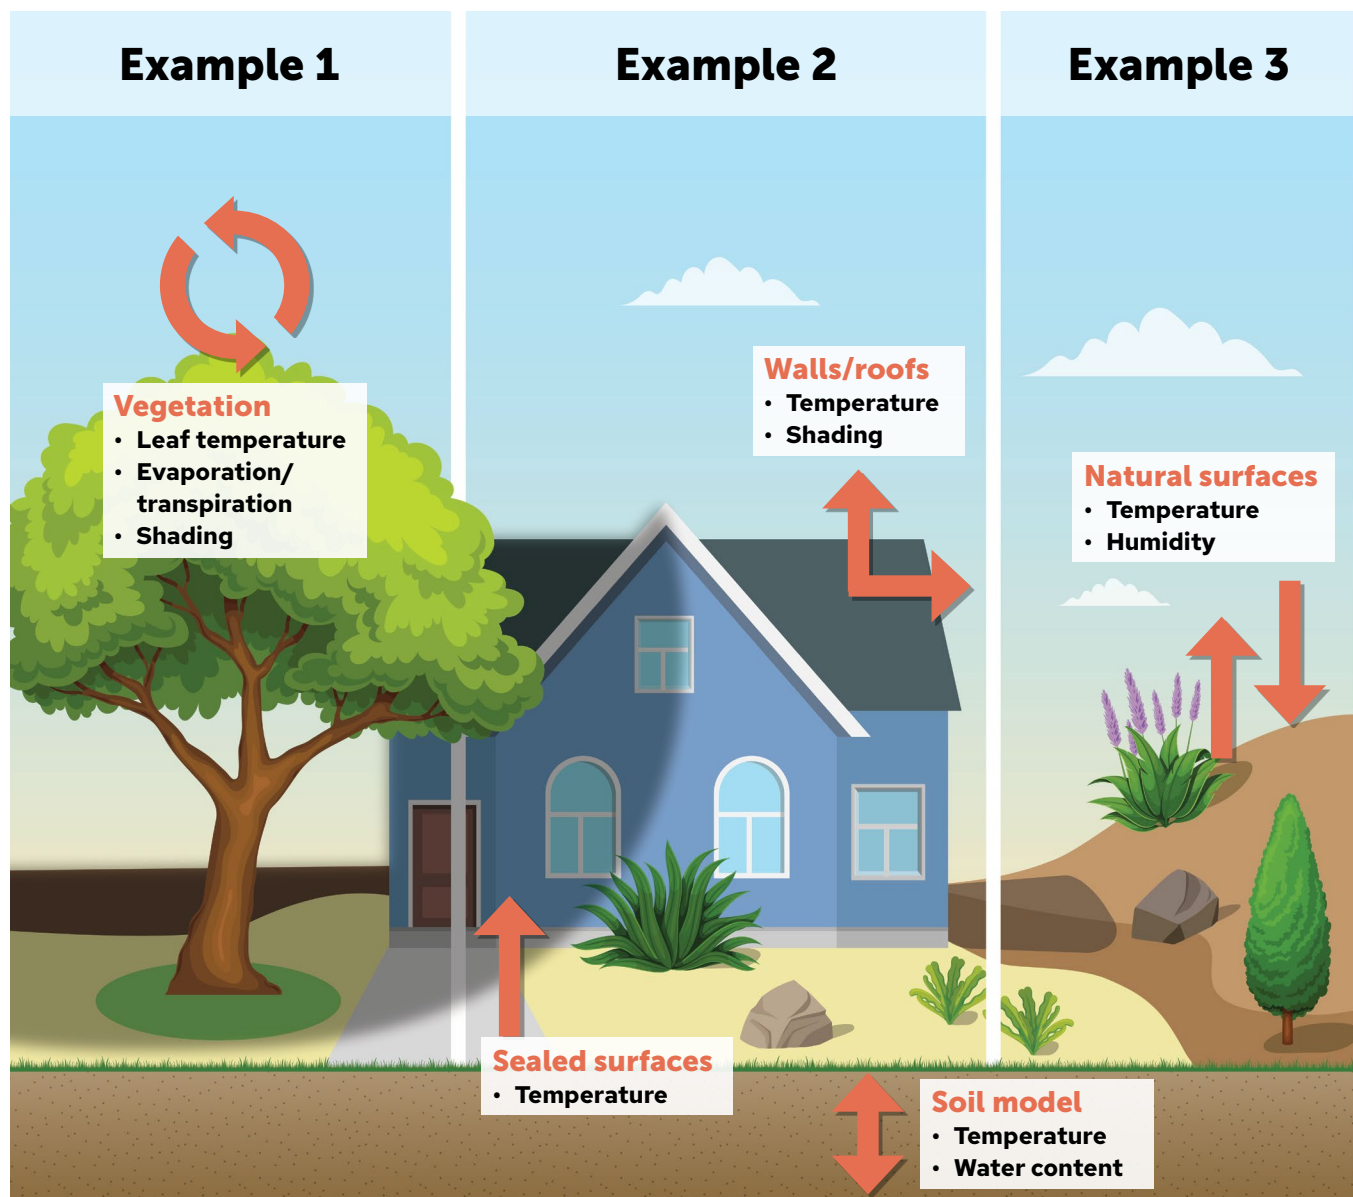 Example 1
Example 2
Example 3
Vegetation
• Leaf temperature
• Evaporation/
transpiration
• Shading
Walls/roofs
• Temperature
• Shading
Natural surfaces
• Temperature
• Humidity
Sealed surfaces
• Temperature
Soil model
• Temperature
• Water content